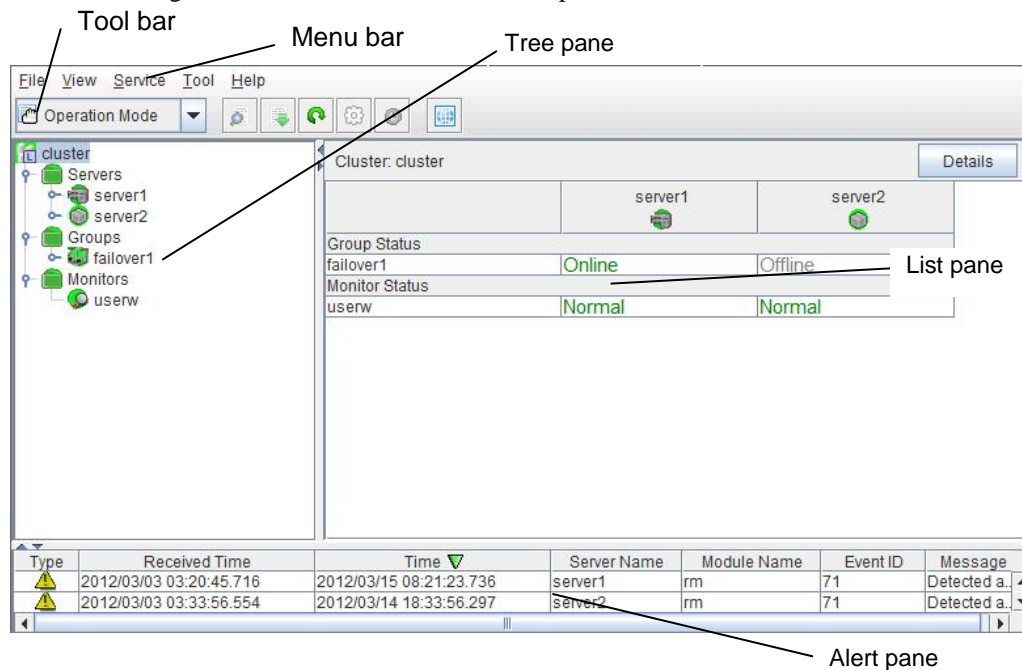 Tool bar
Menu bar
Tree pane
File View Service Tool Help
Operation Mode
cluster
Servers
server1
server2
Groups
failover1
Monitors
userw
Cluster: cluster
Details
server1 server2
Group Status
failover1 Online Offline
Monitor Status
userw Normal Normal
List pane
Type Received Time Time Server Name Module Name Event ID Message
2012/03/03 03:20:45.716 2012/03/15 08:21:23.736 server1 rm 71 Detected a..
2012/03/03 03:33:56.554 2012/03/14 18:33:56.297 server2 rm 71 Detected a..
Alert pane